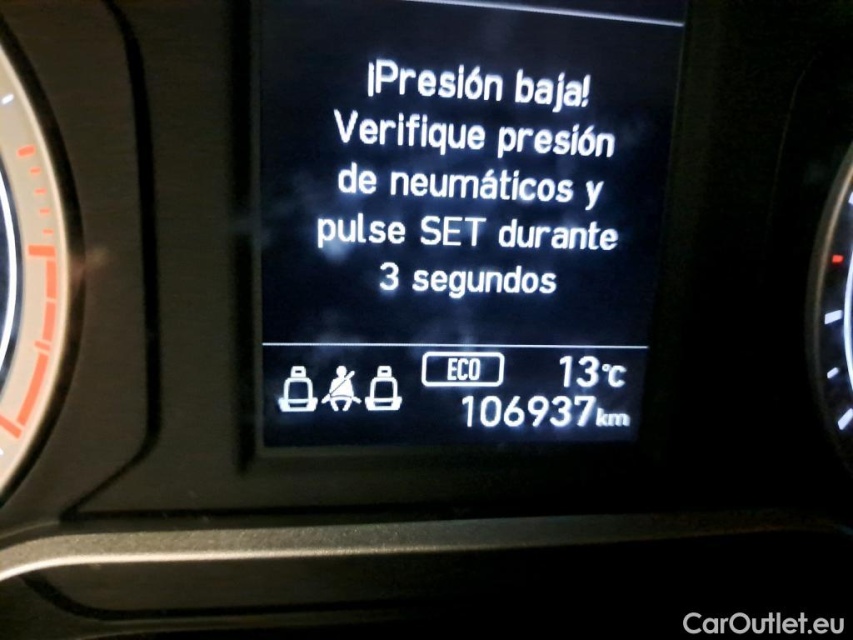 ¡Presión baja!
Verifique presión
de neumáticos y
pulse SET durante
3 segundos
ECO 13°C
106937km
CarOutlet.eu